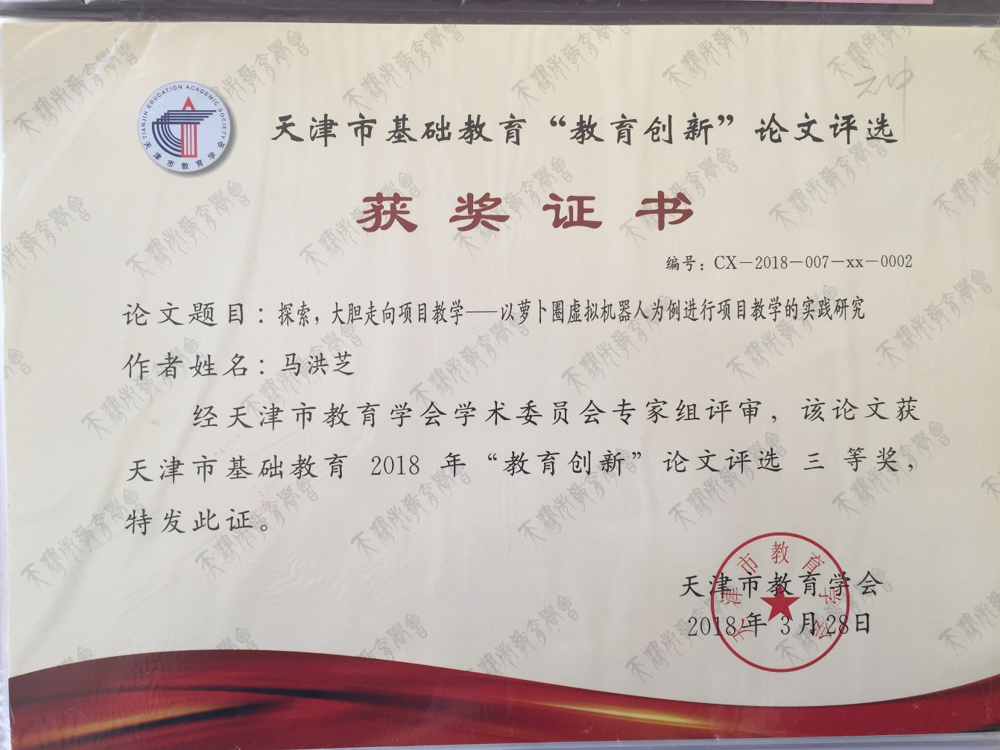 TIANJIN EDUCATION ACADEMIC SOCIETY
天津市教育学会
天津市基础教育“教育创新”论文评选
获奖证书
编号：CX－2018－007－xx－0002
论文题目：探索，大胆走向项目教学——以萝卜圈虚拟机器人为例进行项目教学的实践研究
作者姓名：马洪芝
经天津市教育学会学术委员会专家组评审，该论文获
天津市基础教育 2018 年“教育创新”论文评选 三 等奖，
特发此证。
天津市教育学会
天津市教育学会
2018 年 3 月 28 日